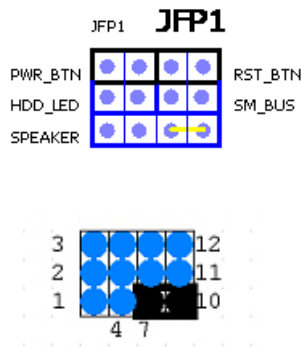 JFP1 JFP1
PWR_BTN RST_BTN
HDD_LED SM_BUS
SPEAKER
3 12
2 11
1 X 10
4 7